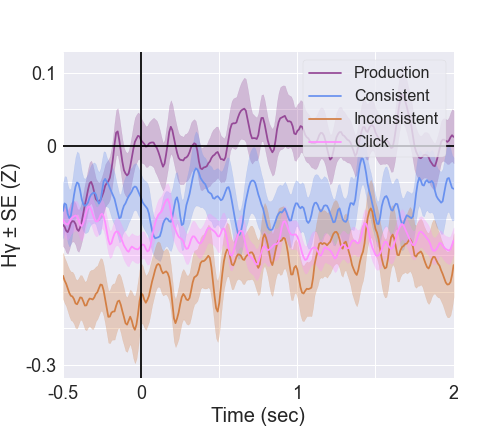 0.1
0
-0.3
Hγ ± SE (Z)
Production
Consistent
Inconsistent
Click
-0.5
0
1
2
Time (sec)